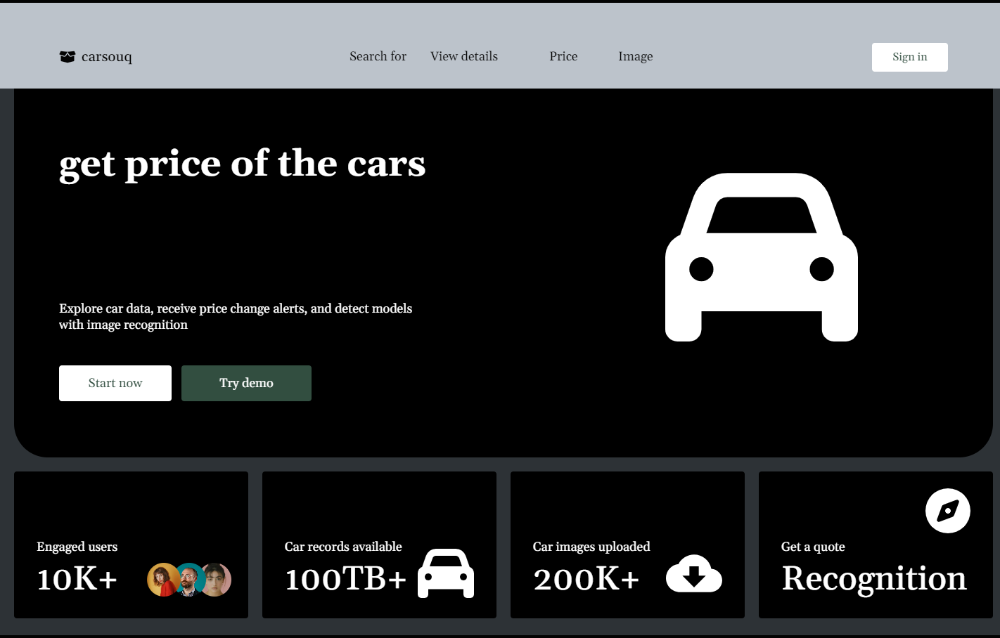 carsouq
Search for
View details
Price
Image
Sign in
get price of the cars
Explore car data, receive price change alerts, and detect models
with image recognition
Start now
Try demo
Engaged users
10K+
Car records available
100TB+
Car images uploaded
200K+
Get a quote
Recognition